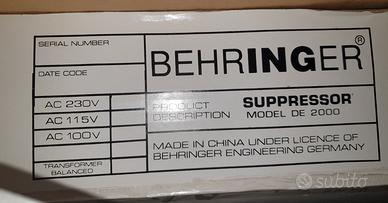 SERIAL NUMBER
DATE CODE
AC 230V
AC 115V
AC 100V
TRANSFORMER
BALANCED
BEHRINGER®
PRODUCT
DESCRIPTION
SUPPRESSOR®
MODEL DE 2000
MADE IN CHINA UNDER LICENCE OF
BEHRINGER ENGINEERING GERMANY
subito